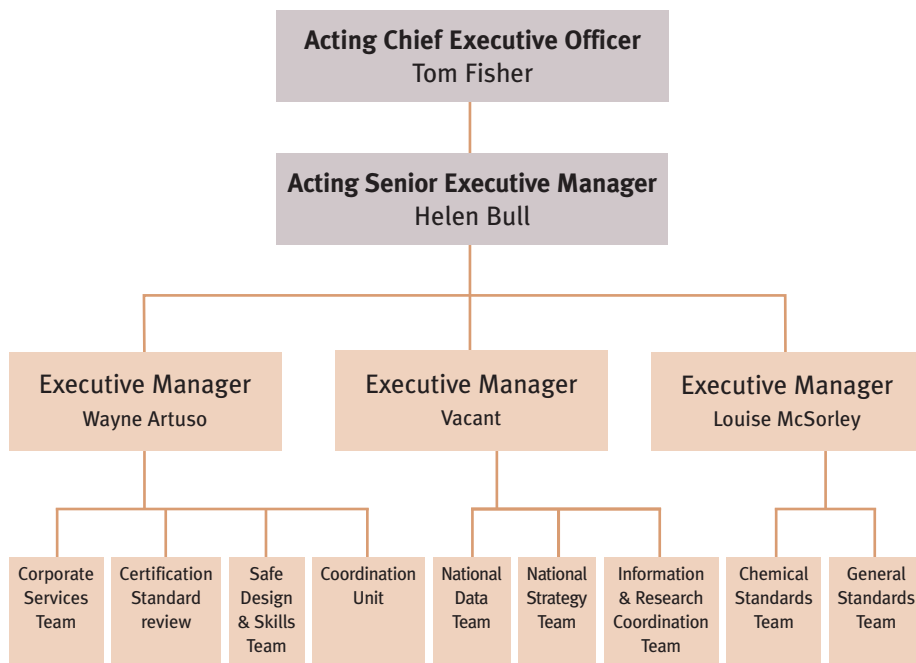 Acting Chief Executive Officer
Tom Fisher
Acting Senior Executive Manager
Helen Bull
Executive Manager
Wayne Artuso
Executive Manager
Vacant
Executive Manager
Louise McSorley
Corporate
Services
Team
Certification
Standard
review
Safe
Design
& Skills
Team
Coordination
Unit
National
Data
Team
National
Strategy
Team
Information
& Research
Coordination
Team
Chemical
Standards
Team
General
Standards
Team